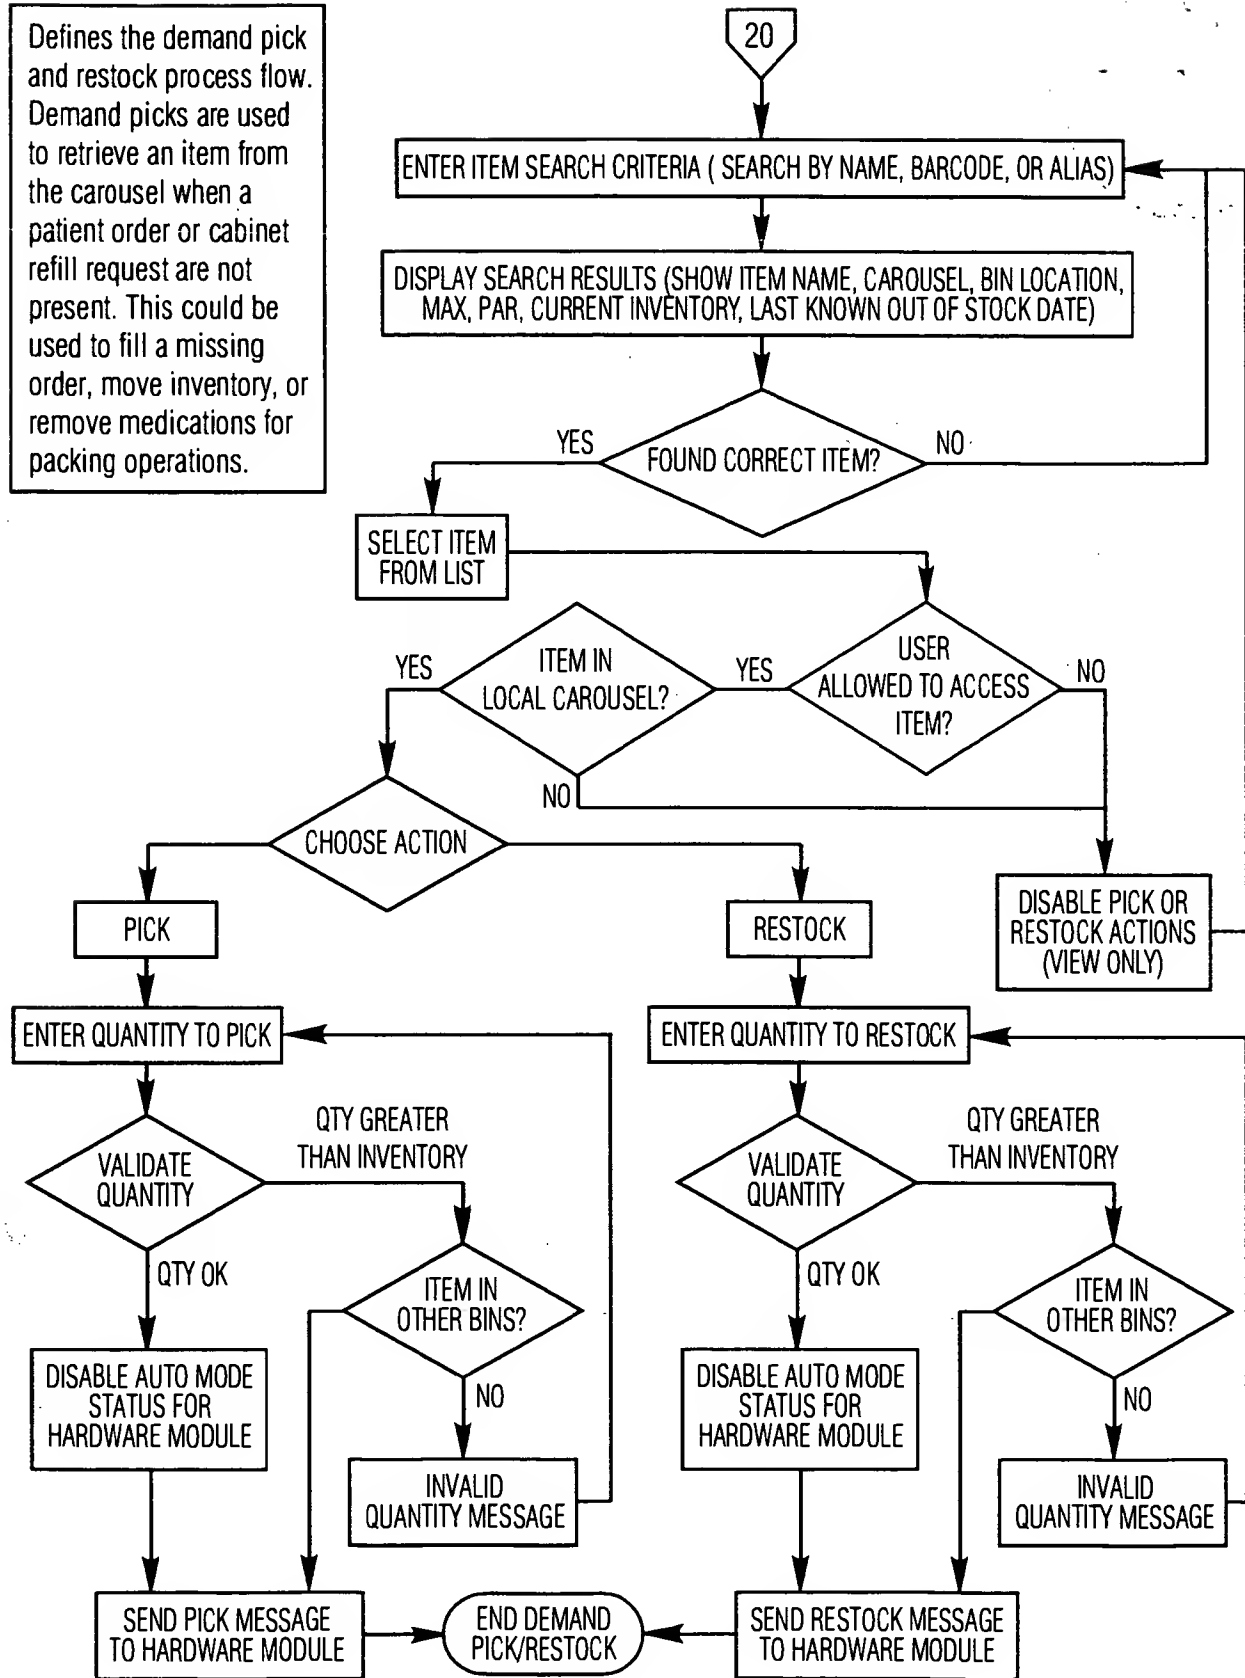 Defines the demand pick
and restock process flow.
Demand picks are used
to retrieve an item from
the carousel when a
patient order or cabinet
refill request are not
present. This could be
used to fill a missing
order, move inventory, or
remove medications for
packing operations.
20
ENTER ITEM SEARCH CRITERIA ( SEARCH BY NAME, BARCODE, OR ALIAS)
DISPLAY SEARCH RESULTS (SHOW ITEM NAME, CAROUSEL, BIN LOCATION,
MAX, PAR, CURRENT INVENTORY, LAST KNOWN OUT OF STOCK DATE)
YES
FOUND CORRECT ITEM?
NO
SELECT ITEM
FROM LIST
YES
ITEM IN
LOCAL CAROUSEL?
YES
USER
ALLOWED TO ACCESS
ITEM?
NO
NO
CHOOSE ACTION
DISABLE PICK OR
RESTOCK ACTIONS
(VIEW ONLY)
PICK
RESTOCK
ENTER QUANTITY TO PICK
ENTER QUANTITY TO RESTOCK
VALIDATE
QUANTITY
QTY GREATER
THAN INVENTORY
VALIDATE
QUANTITY
QTY GREATER
THAN INVENTORY
QTY OK
ITEM IN
OTHER BINS?
QTY OK
ITEM IN
OTHER BINS?
DISABLE AUTO MODE
STATUS FOR
HARDWARE MODULE
NO
DISABLE AUTO MODE
STATUS FOR
HARDWARE MODULE
NO
INVALID
QUANTITY MESSAGE
INVALID
QUANTITY MESSAGE
SEND PICK MESSAGE
TO HARDWARE MODULE
END DEMAND
PICK/RESTOCK
SEND RESTOCK MESSAGE
TO HARDWARE MODULE